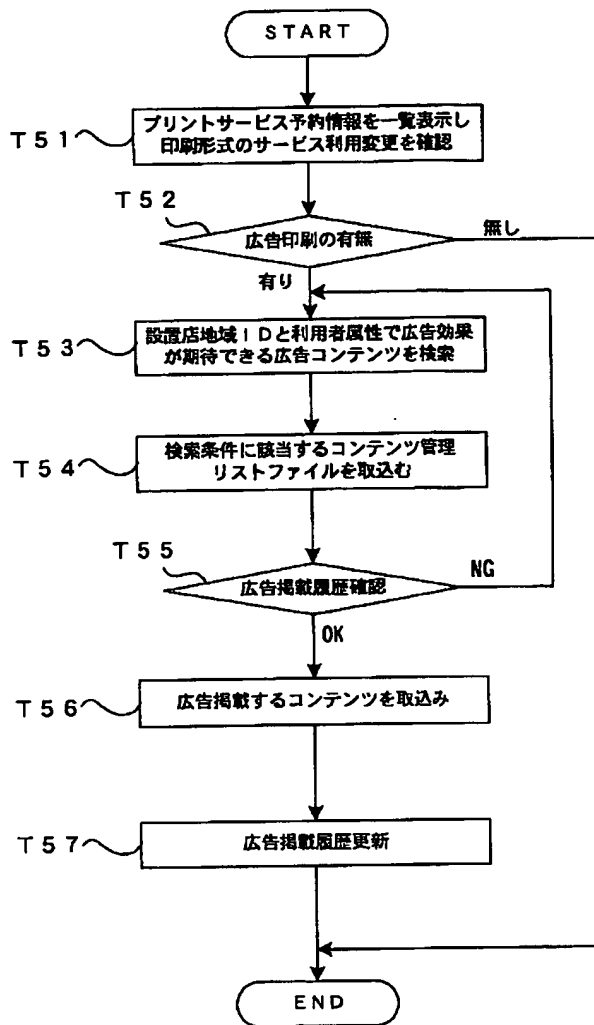 START
T51
プリントサービス予約情報を一覧表示し
印刷形式のサービス利用変更を確認
T52
広告印刷の有無
無し
有り
T53
設置店地域IDと利用者属性で広告効果
が期待できる広告コンテンツを検索
T54
検索条件に該当するコンテンツ管理
リストファイルを取込む
T55
広告掲載履歴確認
NG
OK
T56
広告掲載するコンテンツを取込み
T57
広告掲載履歴更新
END